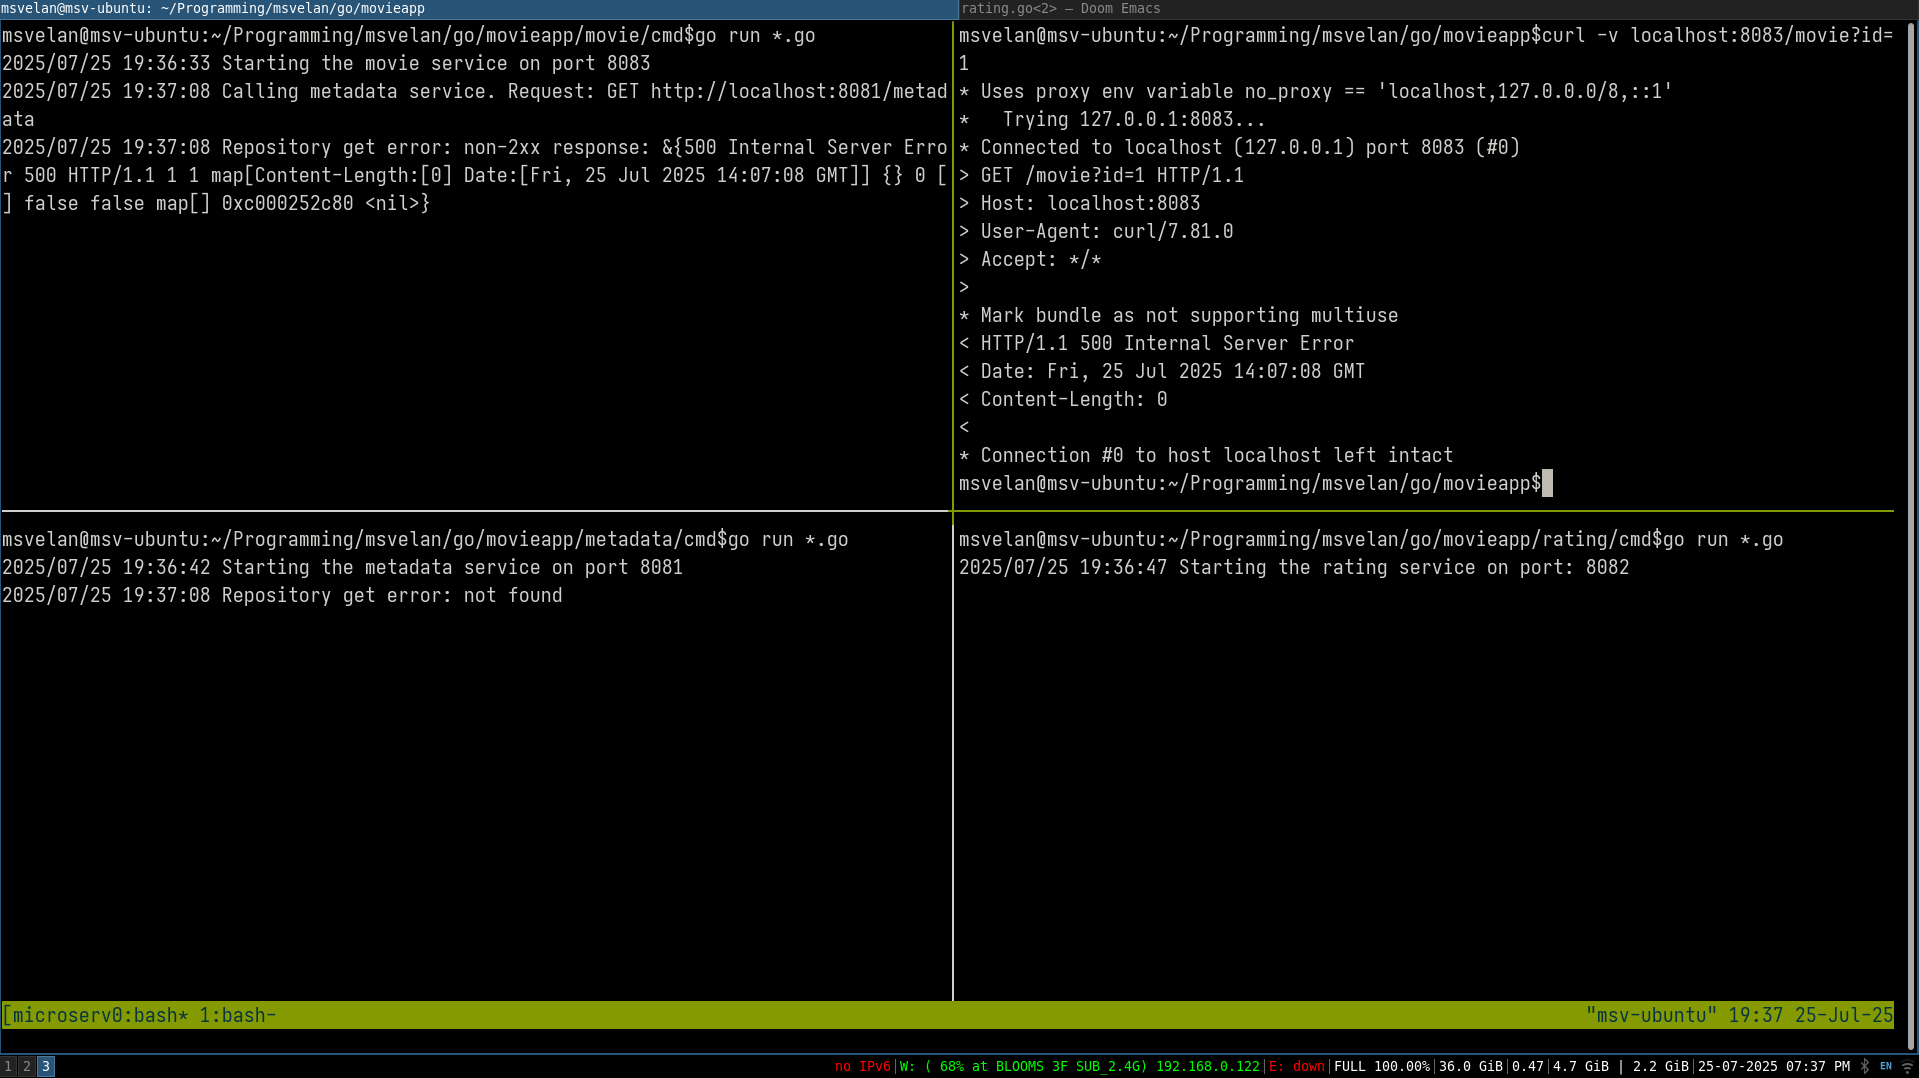 msvelan@msv-ubuntu: ~/Programming/msvelan/go/movieapp
rating.go<2> — Doom Emacs
msvelan@msv-ubuntu:~/Programming/msvelan/go/movieapp/movie/cmd$go run *.go
2025/07/25 19:36:33 Starting the movie service on port 8083
2025/07/25 19:37:08 Calling metadata service. Request: GET http://localhost:8081/metad
ata
2025/07/25 19:37:08 Repository get error: non-2xx response: &{500 Internal Server Erro
r 500 HTTP/1.1 1 1 map[Content-Length:[0] Date:[Fri, 25 Jul 2025 14:07:08 GMT]] {} 0 [
] false false map[] 0xc000252c80 <nil>}
msvelan@msv-ubuntu:~/Programming/msvelan/go/movieapp$curl -v localhost:8083/movie?id=
1
* Uses proxy env variable no_proxy == 'localhost,127.0.0.0/8,::1'
*   Trying 127.0.0.1:8083...
* Connected to localhost (127.0.0.1) port 8083 (#0)
> GET /movie?id=1 HTTP/1.1
> Host: localhost:8083
> User-Agent: curl/7.81.0
> Accept: */*
>
* Mark bundle as not supporting multiuse
< HTTP/1.1 500 Internal Server Error
< Date: Fri, 25 Jul 2025 14:07:08 GMT
< Content-Length: 0
<
* Connection #0 to host localhost left intact
msvelan@msv-ubuntu:~/Programming/msvelan/go/movieapp$
msvelan@msv-ubuntu:~/Programming/msvelan/go/movieapp/metadata/cmd$go run *.go
2025/07/25 19:36:42 Starting the metadata service on port 8081
2025/07/25 19:37:08 Repository get error: not found
msvelan@msv-ubuntu:~/Programming/msvelan/go/movieapp/rating/cmd$go run *.go
2025/07/25 19:36:47 Starting the rating service on port: 8082
[microserv0:bash* 1:bash-
"msv-ubuntu" 19:37 25-Jul-25
1 2 3
no IPv6|W: ( 68% at BLOOMS 3F SUB_2.4G) 192.168.0.122|E: down|FULL 100.00%|36.0 GiB|0.47|4.7 GiB | 2.2 GiB|25-07-2025 07:37 PM EN